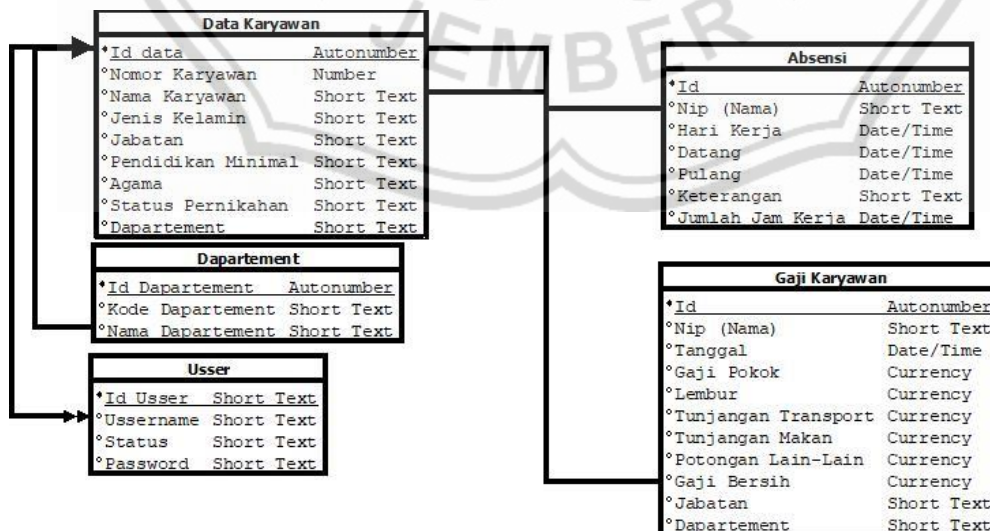 JEMBER
Data Karyawan
Id data Autonumber
Nomor Karyawan Number
Nama Karyawan Short Text
Jenis Kelamin Short Text
Jabatan Short Text
Pendidikan Minimal Short Text
Agama Short Text
Status Pernikahan Short Text
Dapartement Short Text
Dapartement
Id Dapartement Autonumber
Kode Dapartement Short Text
Nama Dapartement Short Text
Usser
Id Usser Short Text
Ussername Short Text
Status Short Text
Password Short Text
Absensi
Id Autonumber
Nip (Nama) Short Text
Hari Kerja Date/Time
Datang Date/Time
Pulang Date/Time
Keterangan Short Text
Jumlah Jam Kerja Date/Time
Gaji Karyawan
Id Autonumber
Nip (Nama) Short Text
Tanggal Date/Time
Gaji Pokok Currency
Lembur Currency
Tunjangan Transport Currency
Tunjangan Makan Currency
Potongan Lain-Lain Currency
Gaji Bersih Currency
Jabatan Short Text
Dapartement Short Text